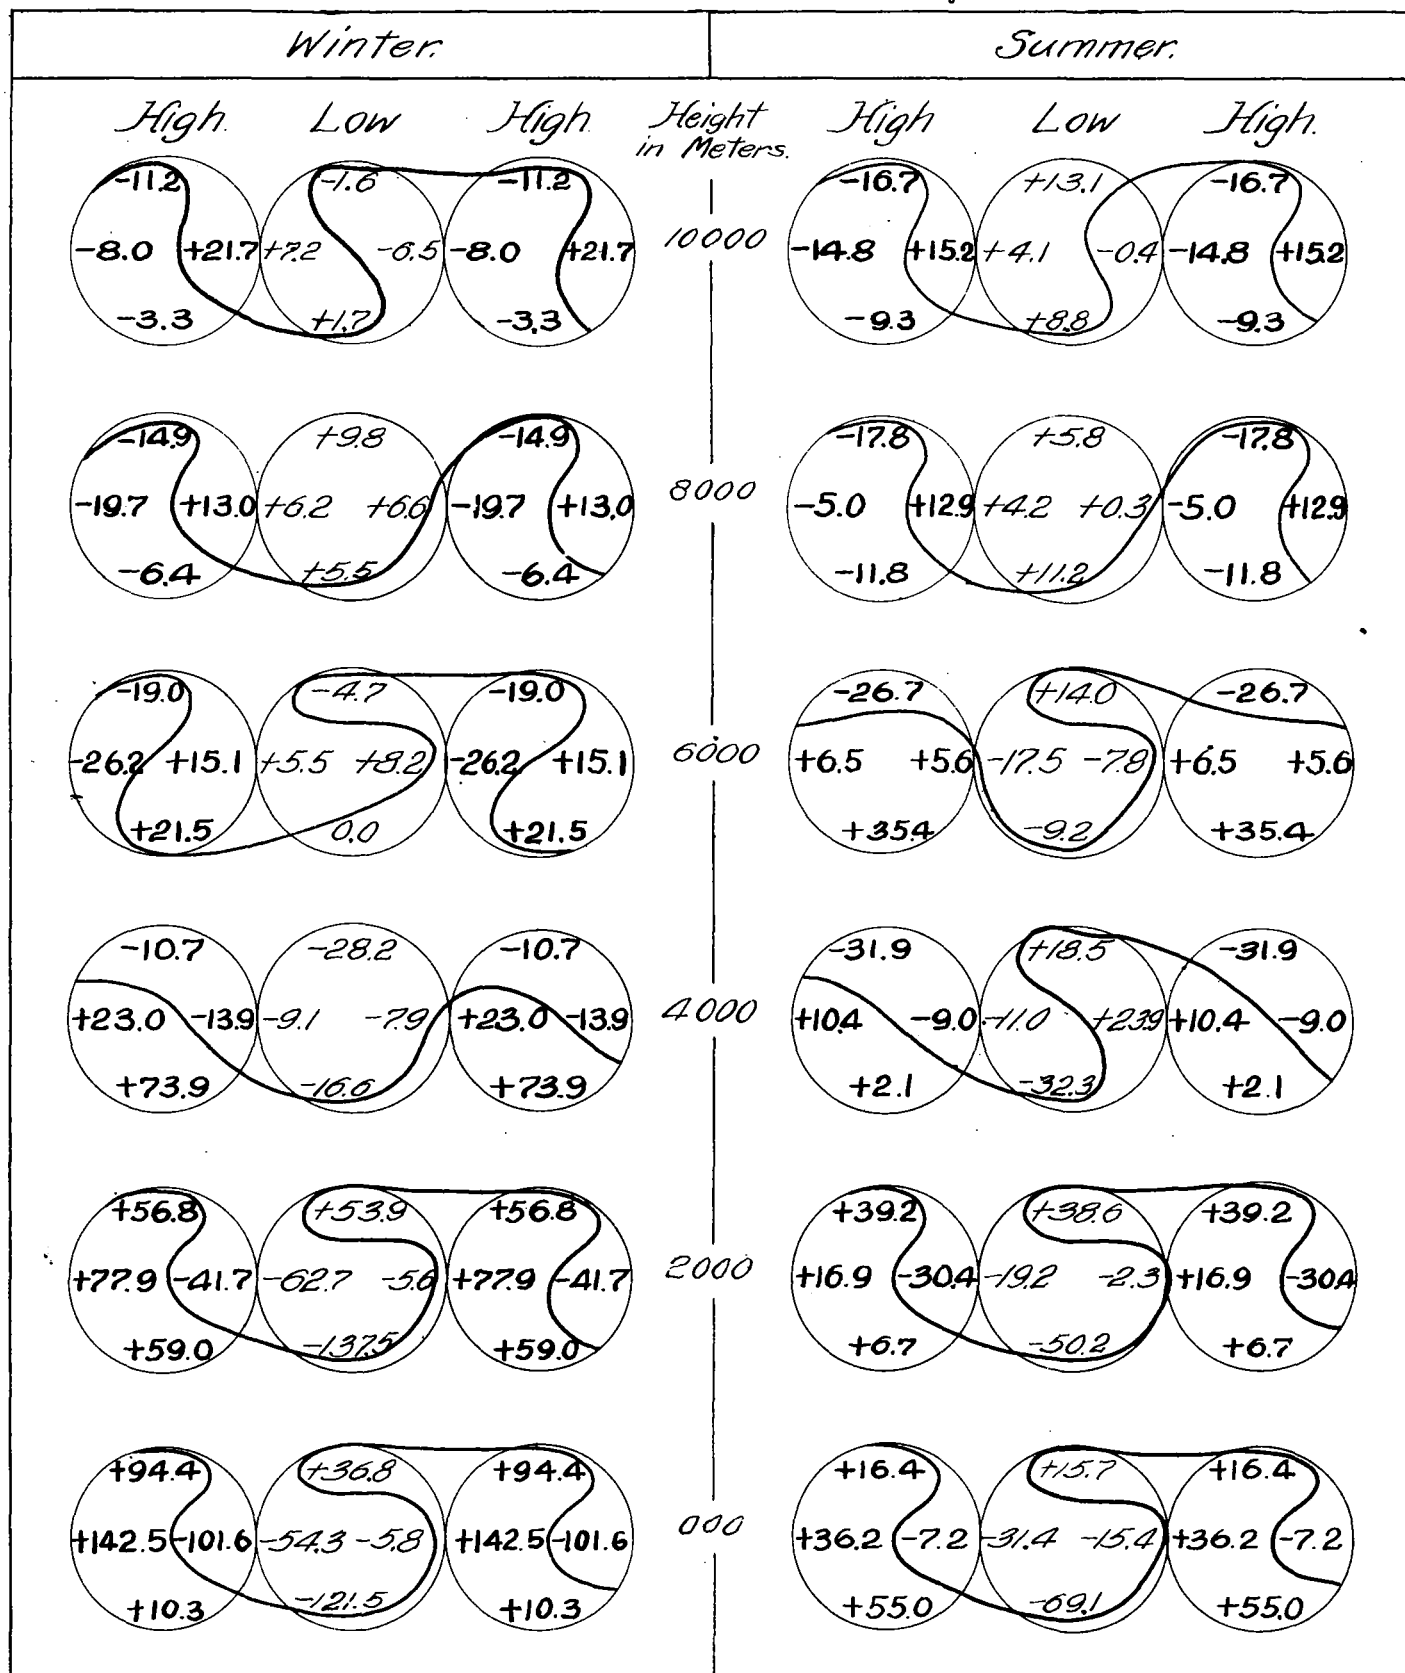 Winter. Summer.
High. Low High. Height in Meters. High Low High.
-11.2 -1.6 -11.2 -16.7 +13.1 -16.7
-8.0 +21.7 +7.2 -6.5 -8.0 +21.7 10000 -14.8 +15.2 +4.1 -0.4 -14.8 +15.2
-3.3 +1.7 -3.3 -9.3 +8.8 -9.3
-14.9 +9.8 -14.9 -17.8 +5.8 -17.8
-19.7 +13.0 +6.2 +6.6 -19.7 +13.0 8000 -5.0 +12.9 +4.2 +0.3 -5.0 +12.9
-6.4 +5.5 -6.4 -11.8 +11.2 -11.8
-19.0 -4.7 -19.0 -26.7 +14.0 -26.7
-26.2 +15.1 +5.5 +8.2 -26.2 +15.1 6000 +6.5 +5.6 -17.5 -7.8 +6.5 +5.6
+21.5 0.0 +21.5 +35.4 -9.2 +35.4
-10.7 -28.2 -10.7 -31.9 +18.5 -31.9
+23.0 -13.9 -9.1 -7.9 +23.0 -13.9 4000 +10.4 -9.0 -11.0 +23.9 +10.4 -9.0
+73.9 -16.6 +73.9 +2.1 -32.3 +2.1
+56.8 +53.9 +56.8 +39.2 +38.6 +39.2
+77.9 -41.7 -62.7 -5.6 +77.9 -41.7 2000 +16.9 -30.4 -19.2 -2.3 +16.9 -30.4
+59.0 -137.5 +59.0 +6.7 -50.2 +6.7
+94.4 +36.8 +94.4 +16.4 +15.7 +16.4
+142.5 -101.6 -54.3 -5.8 +142.5 -101.6 000 +36.2 -7.2 -31.4 -15.4 +36.2 -7.2
+10.3 -121.5 +10.3 +55.0 -69.1 +55.0